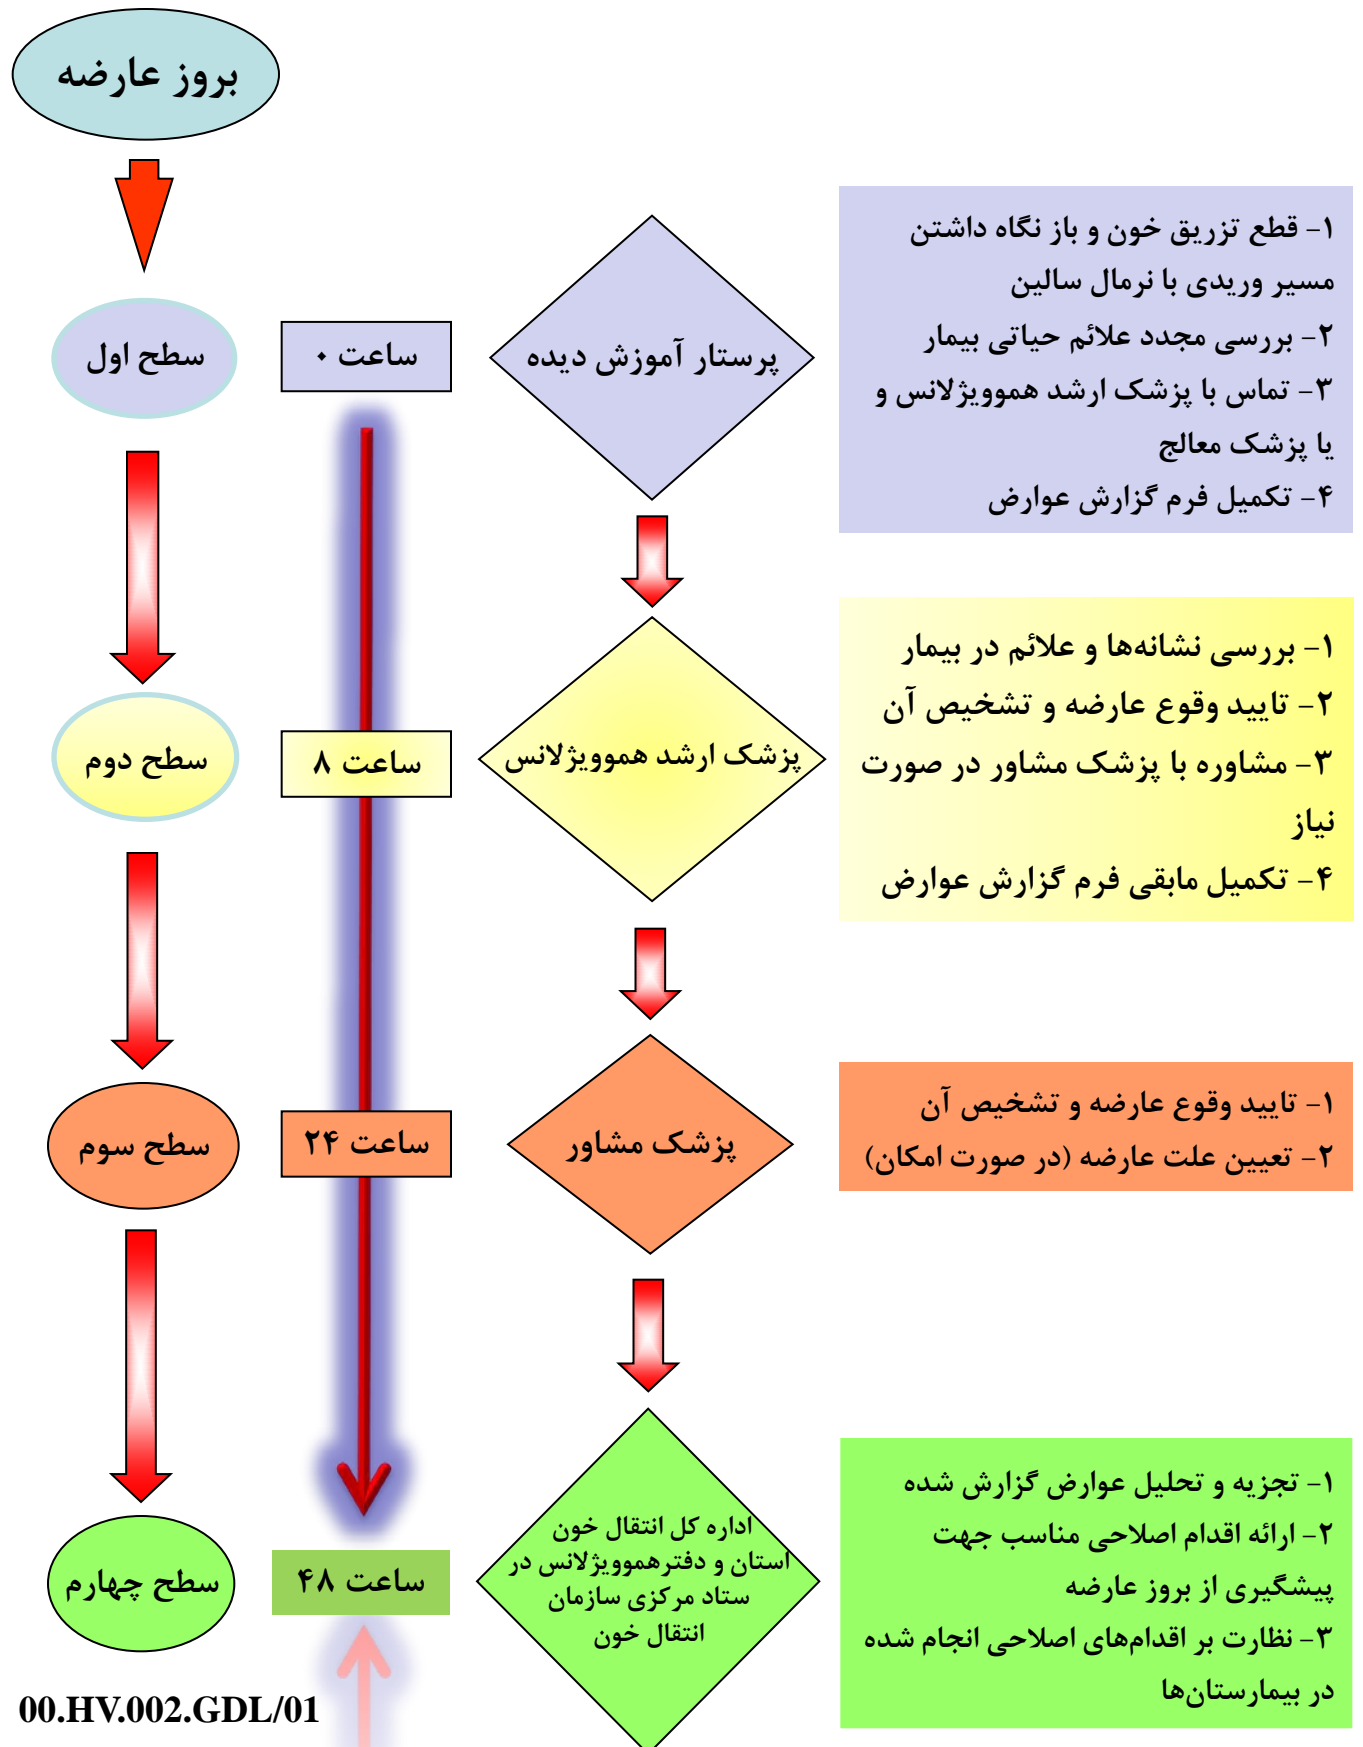 بروز عارضه
سطح اول
ساعت ۰
پرستار آموزش دیده
۱- قطع تزریق خون و باز نگاه داشتن
مسیر وریدی با نرمال سالین
۲- بررسی مجدد علائم حیاتی بیمار
۳- تماس با پزشک ارشد هموویژلانس و
یا پزشک معالج
۴- تکمیل فرم گزارش عوارض
سطح دوم
ساعت ۸
پزشک ارشد هموویژلانس
۱- بررسی نشانه‌ها و علائم در بیمار
۲- تایید وقوع عارضه و تشخیص آن
۳- مشاوره با پزشک مشاور در صورت
نیاز
۴- تکمیل مابقی فرم گزارش عوارض
سطح سوم
ساعت ۲۴
پزشک مشاور
۱- تایید وقوع عارضه و تشخیص آن
۲- تعیین علت عارضه (در صورت امکان)
سطح چهارم
ساعت ۴۸
اداره کل انتقال خون
استان و دفترهموویژلانس در
ستاد مرکزی سازمان
انتقال خون
۱- تجزیه و تحلیل عوارض گزارش شده
۲- ارائه اقدام اصلاحی مناسب جهت
پیشگیری از بروز عارضه
۳- نظارت بر اقدام‌های اصلاحی انجام شده
در بیمارستان‌ها
00.HV.002.GDL/01